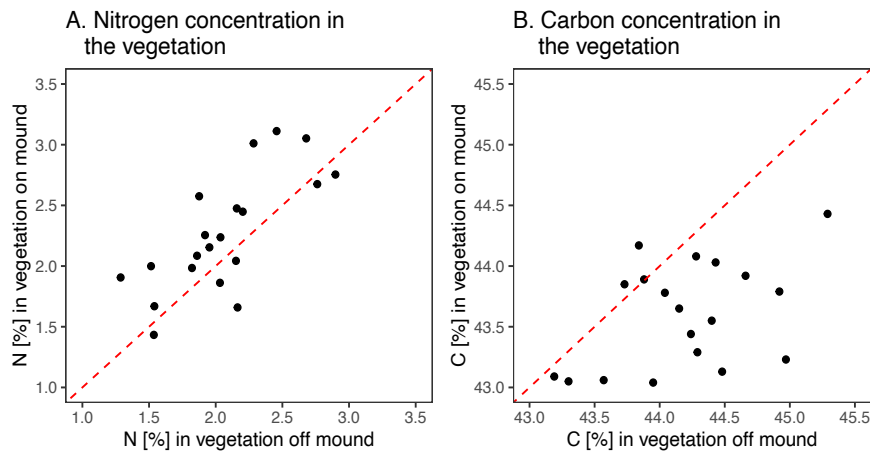 A. Nitrogen concentration in
the vegetation
N [%] in vegetation on mound
3.5
3.0
2.5
2.0
1.5
1.0
1.0 1.5 2.0 2.5 3.0 3.5
N [%] in vegetation off mound
B. Carbon concentration in
the vegetation
C [%] in vegetation on mound
45.5
45.0
44.5
44.0
43.5
43.0
43.0 43.5 44.0 44.5 45.0 45.5
C [%] in vegetation off mound